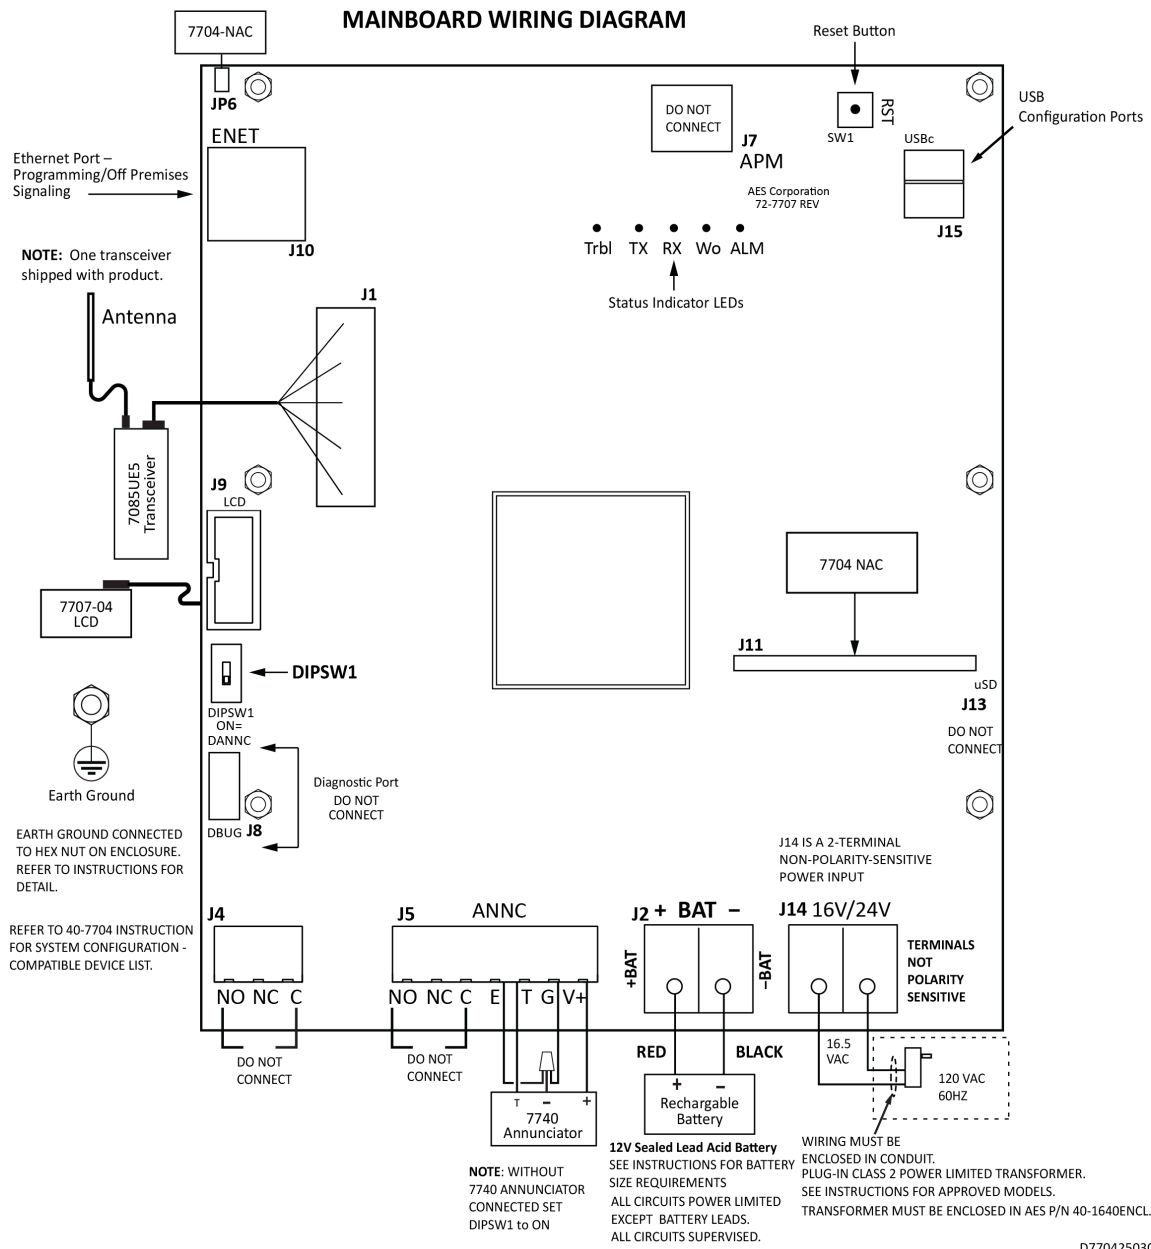 MAINBOARD WIRING DIAGRAM
7704-NAC
JP6
ENET
Ethernet Port –
Programming/Off Premises
Signaling
J10
NOTE: One transceiver
shipped with product.
Antenna
DO NOT
CONNECT
J7
APM
AES Corporation
72-7707 REV
Reset Button
RST
SW1
USB
Configuration Ports
USBc
J15
Trbl TX RX Wo ALM
Status Indicator LEDs
J1
7085UE5
Transceiver
J9
LCD
7707-04
LCD
DIPSW1
DIPSW1
ON=
DANNC
7704 NAC
J11
uSD
J13
DO NOT
CONNECT
Earth Ground
Diagnostic Port
DO NOT
CONNECT
DBUG J8
EARTH GROUND CONNECTED
TO HEX NUT ON ENCLOSURE.
REFER TO INSTRUCTIONS FOR
DETAIL.
REFER TO 40-7704 INSTRUCTION
FOR SYSTEM CONFIGURATION -
COMPATIBLE DEVICE LIST.
J4
NO NC C
DO NOT
CONNECT
J5
ANNC
NO NC C E T G V+
DO NOT
CONNECT
T – +
7740
Annunciator
NOTE: WITHOUT
7740 ANNUNCIATOR
CONNECTED SET
DIPSW1 to ON
J2 + BAT –
+BAT
–BAT
RED
BLACK
+ –
Rechargable
Battery
12V Sealed Lead Acid Battery
SEE INSTRUCTIONS FOR BATTERY
SIZE REQUIREMENTS
ALL CIRCUITS POWER LIMITED
EXCEPT BATTERY LEADS.
ALL CIRCUITS SUPERVISED.
J14 IS A 2-TERMINAL
NON-POLARITY-SENSITIVE
POWER INPUT
J14 16V/24V
TERMINALS
NOT
POLARITY
SENSITIVE
16.5
VAC
120 VAC
60HZ
WIRING MUST BE
ENCLOSED IN CONDUIT.
PLUG-IN CLASS 2 POWER LIMITED TRANSFORMER.
SEE INSTRUCTIONS FOR APPROVED MODELS.
TRANSFORMER MUST BE ENCLOSED IN AES P/N 40-1640ENCL.